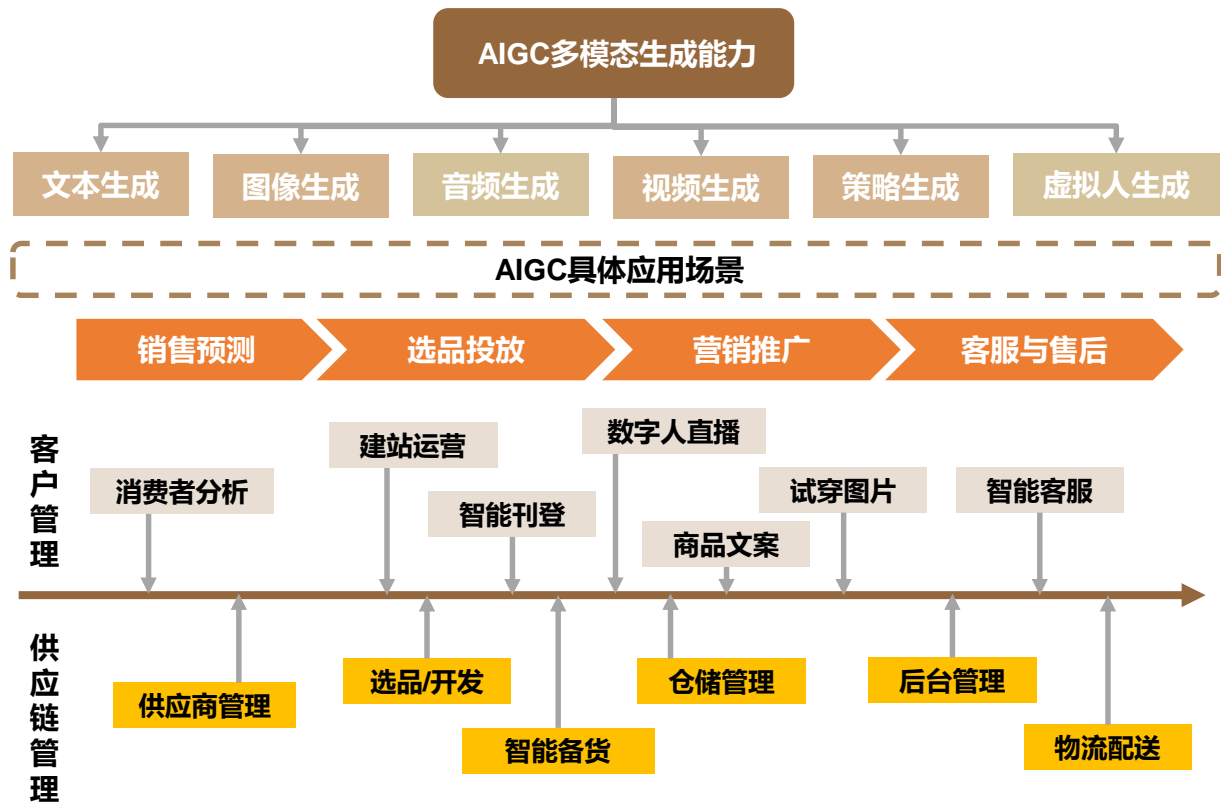 AIGC多模态生成能力
文本生成
图像生成
音频生成
视频生成
策略生成
虚拟人生成
AIGC具体应用场景
销售预测
选品投放
营销推广
客服与售后
客户管理
消费者分析
建站运营
智能刊登
数字人直播
商品文案
试穿图片
智能客服
供应链管理
供应商管理
选品/开发
智能备货
仓储管理
后台管理
物流配送